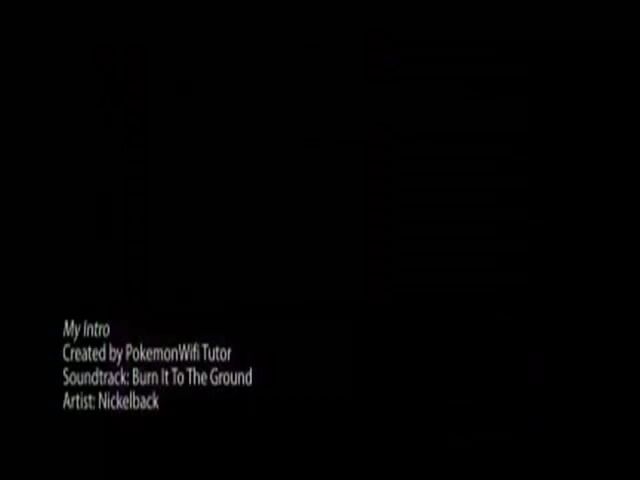 My Intro
Created by PokemonWifi Tutor
Soundtrack: Burn It To The Ground
Artist: Nickelback